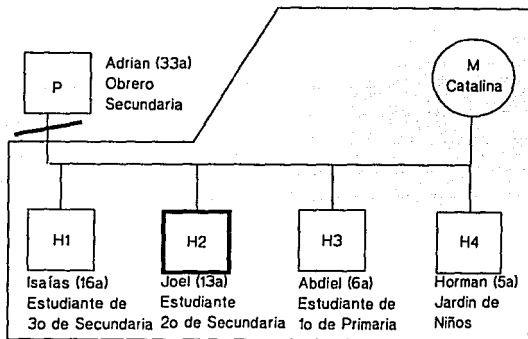 P
Adrian (33a)
Obrero
Secundaria
M
Catalina
H1
Isaías (16a)
Estudiante de
3o de Secundaria
H2
Joel (13a)
Estudiante
2o de Secundaria
H3
Abdiel (6a)
Estudiante de
1o de Primaria
H4
Horman (5a)
Jardin de
Niños